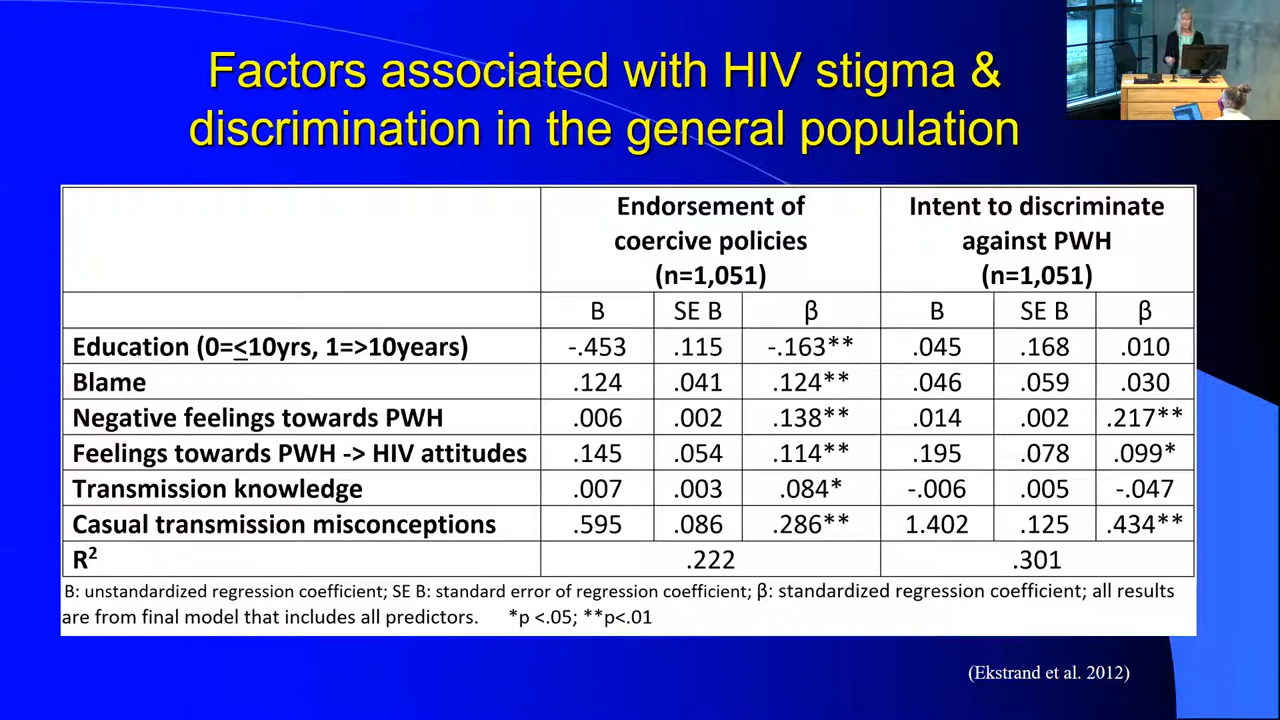 Factors associated with HIV stigma &
discrimination in the general population
Endorsement of coercive policies (n=1,051) Intent to discriminate against PWH (n=1,051)
B SE B β B SE B β
Education (0=<10yrs, 1=>10years) -.453 .115 -.163** .045 .168 .010
Blame .124 .041 .124** .046 .059 .030
Negative feelings towards PWH .006 .002 .138** .014 .002 .217**
Feelings towards PWH -> HIV attitudes .145 .054 .114** .195 .078 .099*
Transmission knowledge .007 .003 .084* -.006 .005 -.047
Casual transmission misconceptions .595 .086 .286** 1.402 .125 .434**
R² .222 .301
B: unstandardized regression coefficient; SE B: standard error of regression coefficient; β: standardized regression coefficient; all results
are from final model that includes all predictors. *p <.05; **p<.01
(Ekstrand et al. 2012)